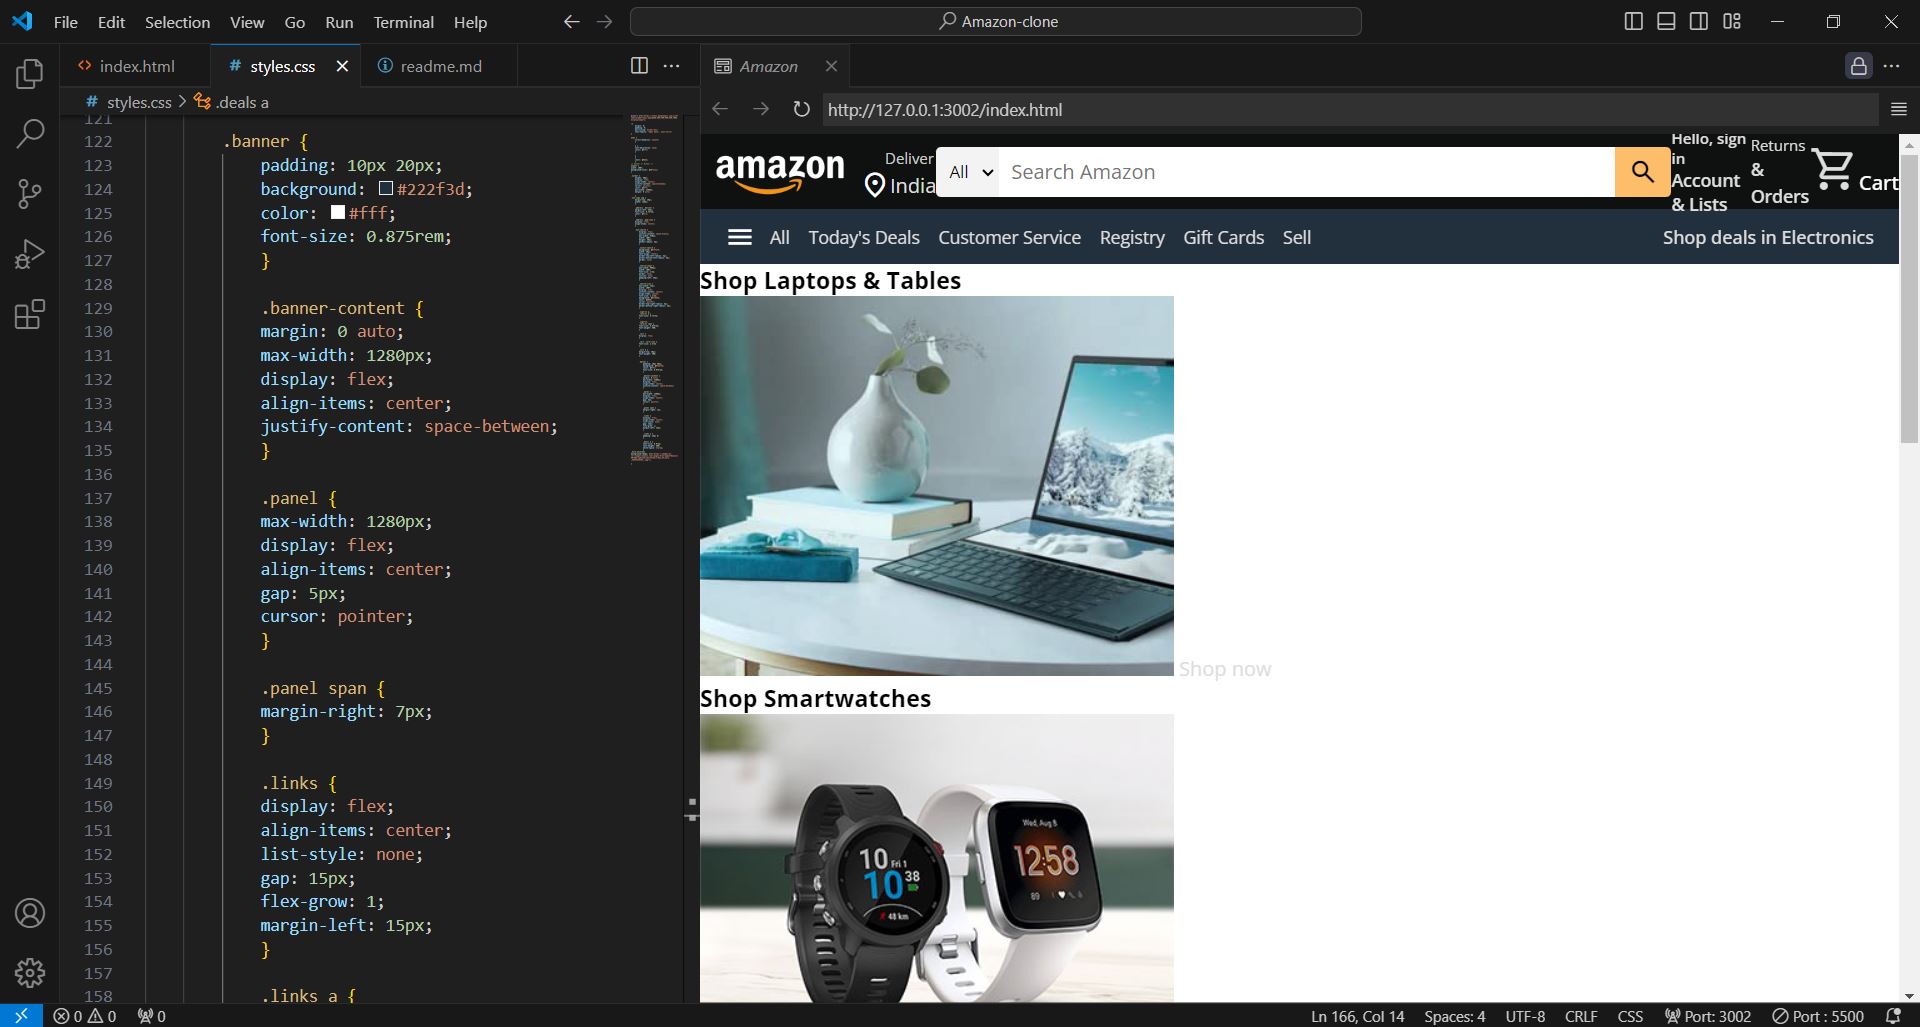 File Edit Selection View Go Run Terminal Help
Amazon-clone
index.html
styles.css
readme.md
Amazon
styles.css > .deals a
http://127.0.0.1:3002/index.html
121
122 .banner {
123 padding: 10px 20px;
124 background: #222f3d;
125 color: #fff;
126 font-size: 0.875rem;
127 }
128
129 .banner-content {
130 margin: 0 auto;
131 max-width: 1280px;
132 display: flex;
133 align-items: center;
134 justify-content: space-between;
135 }
136
137 .panel {
138 max-width: 1280px;
139 display: flex;
140 align-items: center;
141 gap: 5px;
142 cursor: pointer;
143 }
144
145 .panel span {
146 margin-right: 7px;
147 }
148
149 .links {
150 display: flex;
151 align-items: center;
152 list-style: none;
153 gap: 15px;
154 flex-grow: 1;
155 margin-left: 15px;
156 }
157
158 .links a {
amazon
Deliver
India
All
Search Amazon
Hello, sign
in
Account
& Lists
Returns
&
Orders
Cart
All Today's Deals Customer Service Registry Gift Cards Sell
Shop deals in Electronics
Shop Laptops & Tables
Shop now
Shop Smartwatches
10 Fri 1
10 38
48 km
Wed, Aug 8
12:58
89
0 0 0
Ln 166, Col 14 Spaces: 4 UTF-8 CRLF CSS Port: 3002 Port : 5500